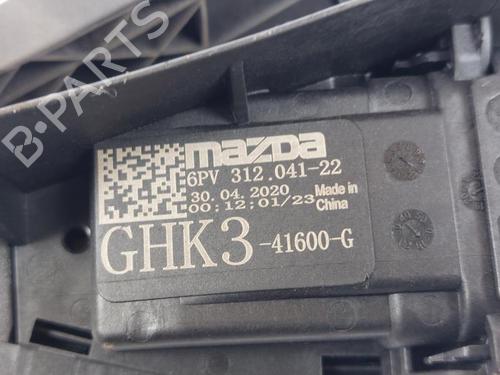 mazda
6PV 312.041-22
30.04.2020
00:12:01/23
Made in
China
GHK3 -41600-G
B-PARTS